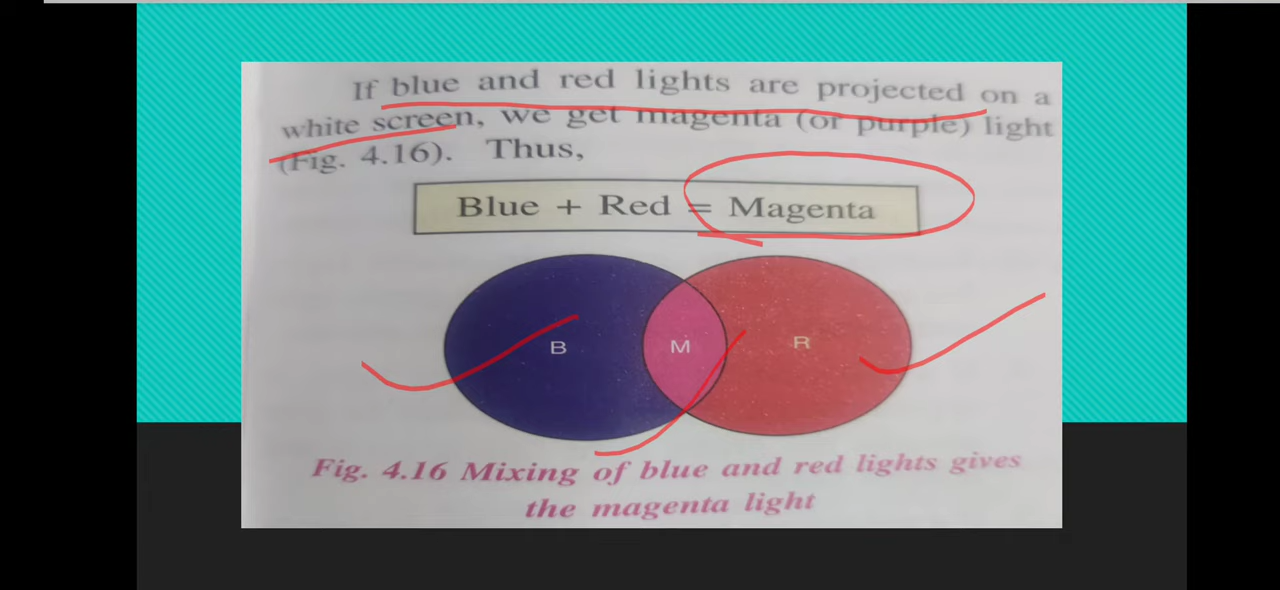 If blue and red lights are projected on a
white screen, we get magenta (or purple) light
(Fig. 4.16). Thus,
Blue + Red = Magenta
B M R
Fig. 4.16 Mixing of blue and red lights gives
the magenta light